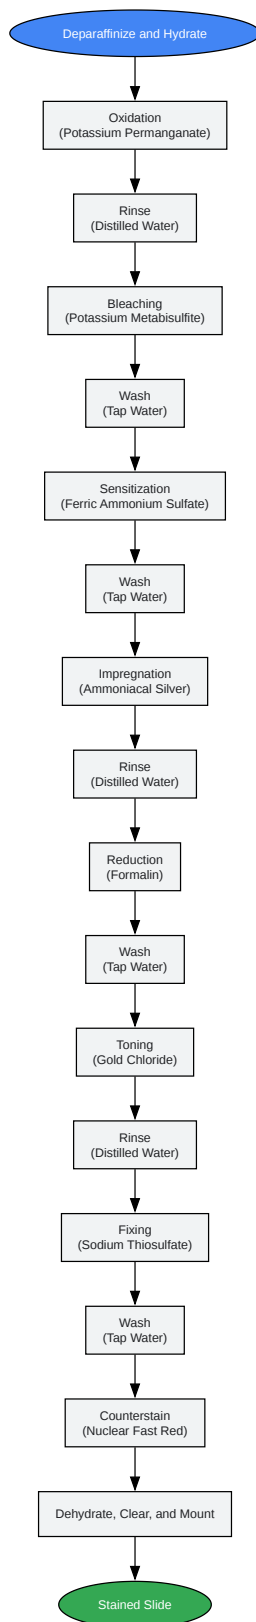 Deparaffinize and Hydrate
Oxidation
(Potassium Permanganate)
Rinse
(Distilled Water)
Bleaching
(Potassium Metabisulfite)
Wash
(Tap Water)
Sensitization
(Ferric Ammonium Sulfate)
Wash
(Tap Water)
Impregnation
(Ammoniacal Silver)
Rinse
(Distilled Water)
Reduction
(Formalin)
Wash
(Tap Water)
Toning
(Gold Chloride)
Rinse
(Distilled Water)
Fixing
(Sodium Thiosulfate)
Wash
(Tap Water)
Counterstain
(Nuclear Fast Red)
Dehydrate, Clear, and Mount
Stained Slide